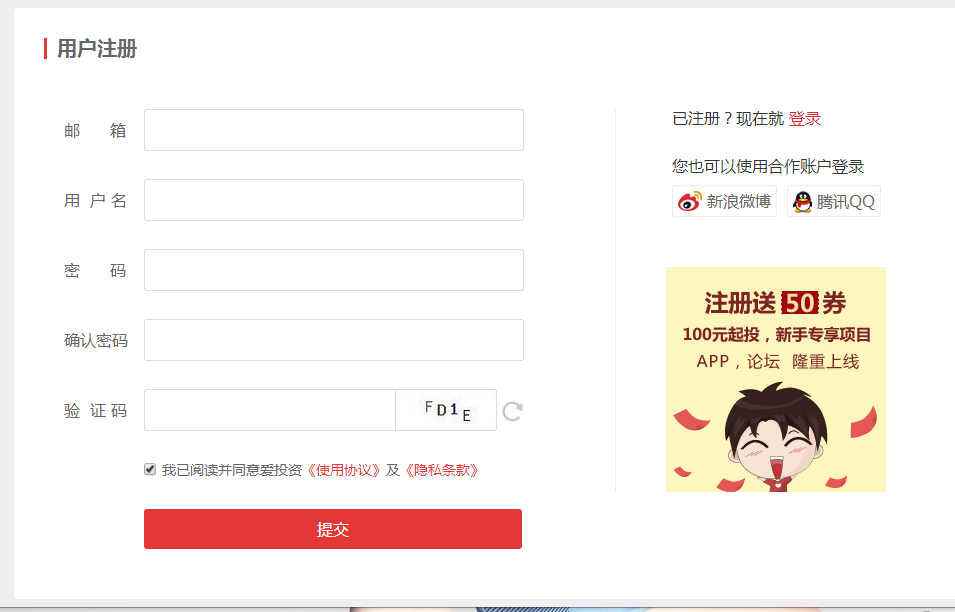 用户注册
邮 箱
用 户 名
密 码
确认密码
验 证 码
FD1E
我已阅读并同意爱投资《使用协议》及《隐私条款》
提交
已注册？现在就 登录
您也可以使用合作账户登录
新浪微博 腾讯QQ
注册送 50 券
100元起投，新手专享项目
APP，论坛 隆重上线